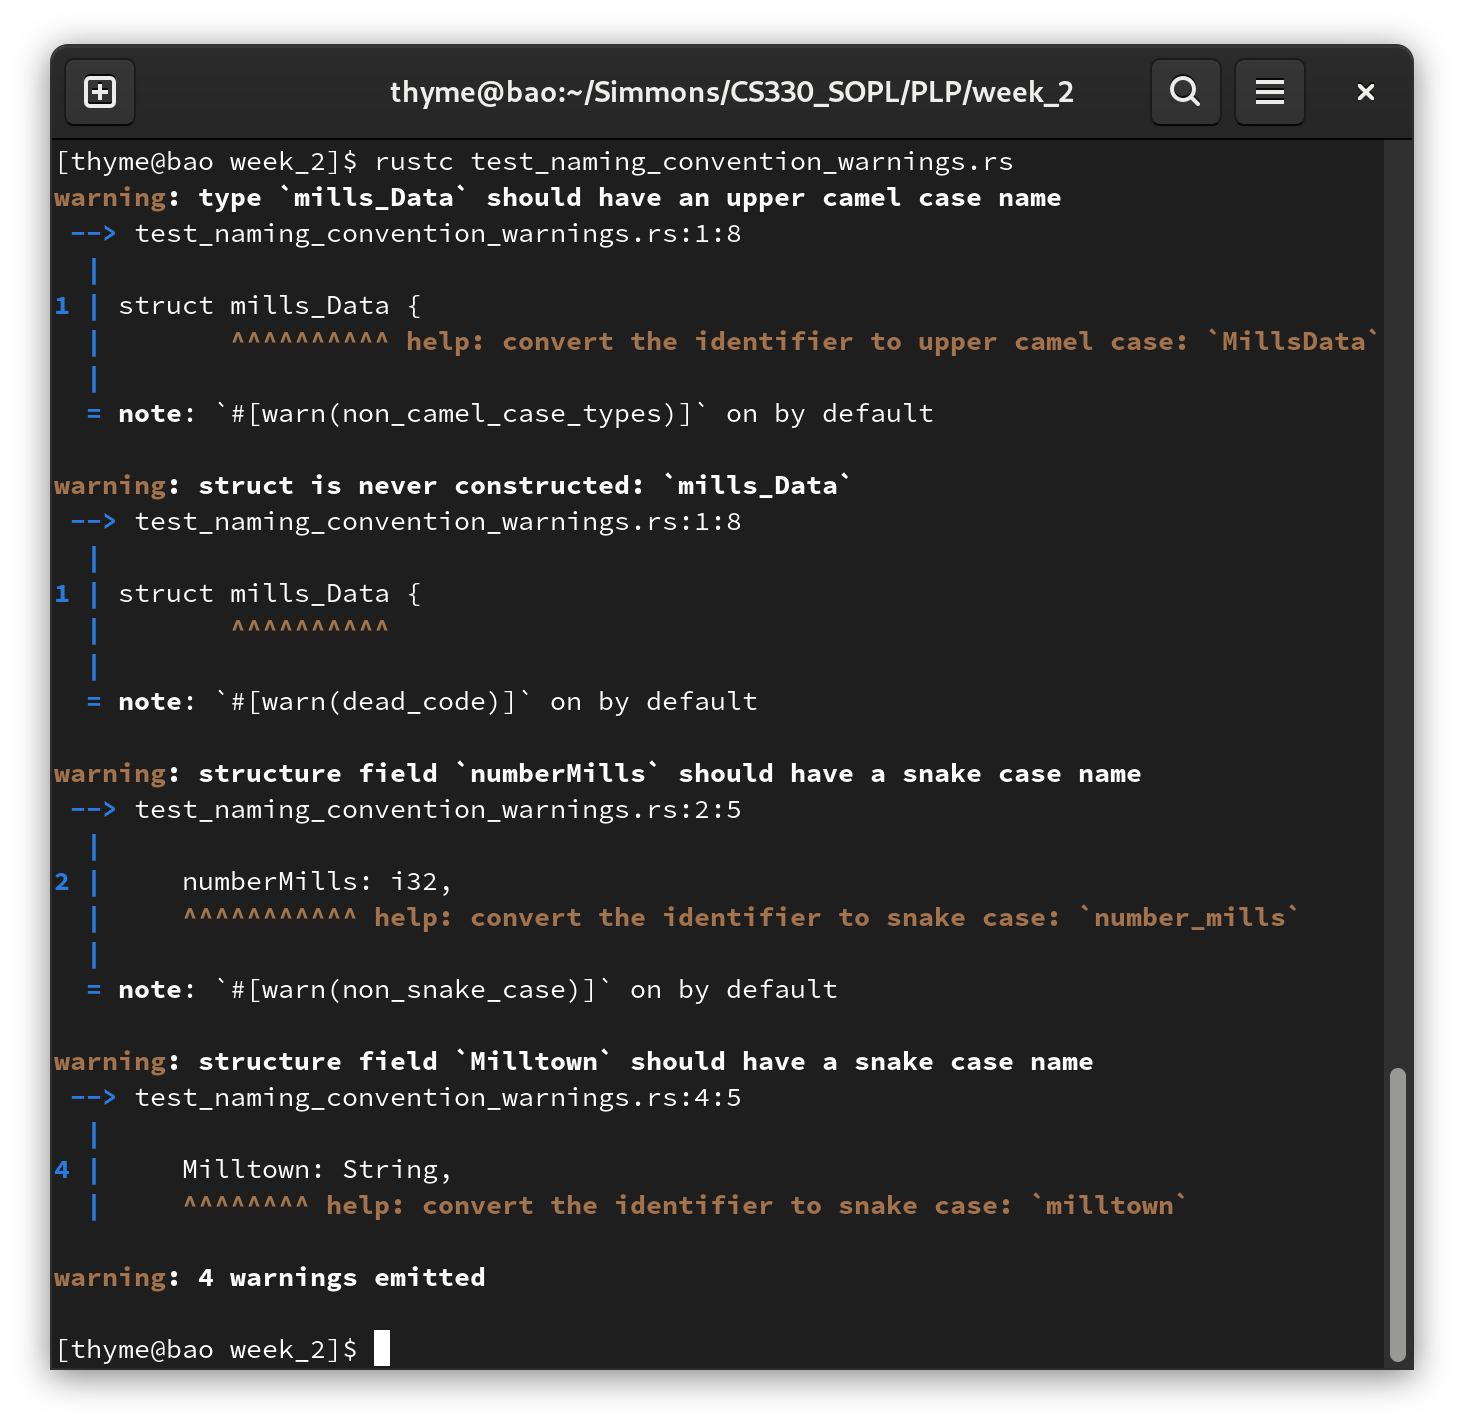 thyme@bao:~/Simmons/CS330_SOPL/PLP/week_2
[thyme@bao week_2]$ rustc test_naming_convention_warnings.rs
warning: type `mills_Data` should have an upper camel case name
 --> test_naming_convention_warnings.rs:1:8
  |
1 | struct mills_Data {
  |        ^^^^^^^^^^ help: convert the identifier to upper camel case: `MillsData`
  |
  = note: `#[warn(non_camel_case_types)]` on by default

warning: struct is never constructed: `mills_Data`
 --> test_naming_convention_warnings.rs:1:8
  |
1 | struct mills_Data {
  |        ^^^^^^^^^^
  |
  = note: `#[warn(dead_code)]` on by default

warning: structure field `numberMills` should have a snake case name
 --> test_naming_convention_warnings.rs:2:5
  |
2 |     numberMills: i32,
  |     ^^^^^^^^^^^ help: convert the identifier to snake case: `number_mills`
  |
  = note: `#[warn(non_snake_case)]` on by default

warning: structure field `Milltown` should have a snake case name
 --> test_naming_convention_warnings.rs:4:5
  |
4 |     Milltown: String,
  |     ^^^^^^^^ help: convert the identifier to snake case: `milltown`

warning: 4 warnings emitted

[thyme@bao week_2]$